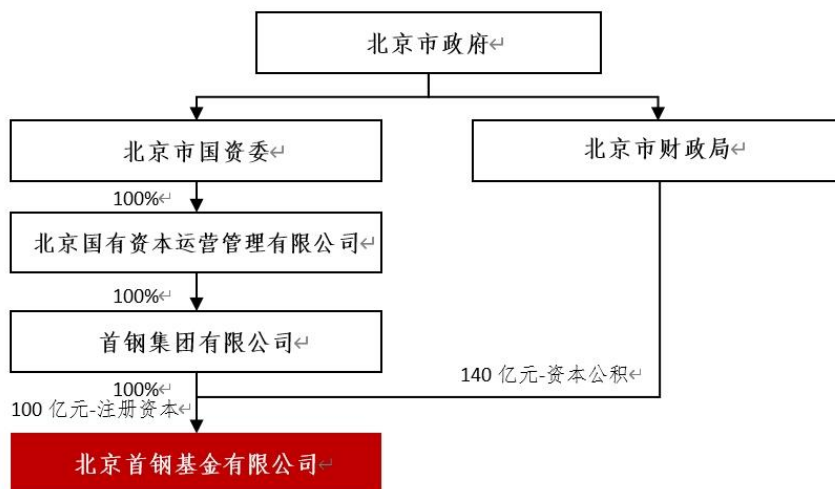 北京市政府↵
北京市国资委↵
北京市财政局↵
100%↵
北京国有资本运营管理有限公司↵
100%↵
首钢集团有限公司↵
100%↵
140 亿元-资本公积↵
100 亿元-注册资本↵
北京首钢基金有限公司↵